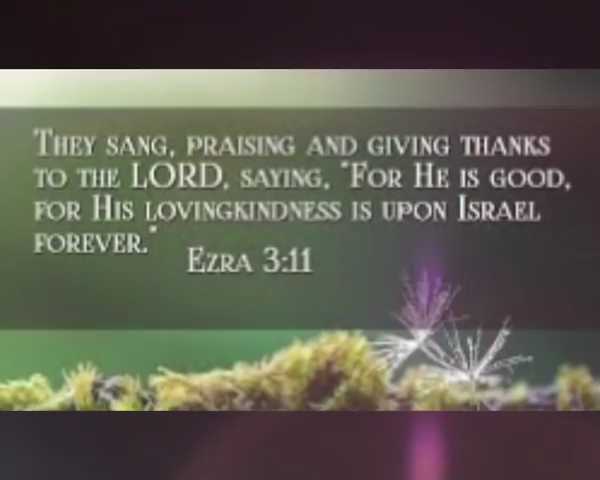 THEY SANG, PRAISING AND GIVING THANKS
TO THE LORD, SAYING, "FOR HE IS GOOD,
FOR HIS LOVINGKINDNESS IS UPON ISRAEL
FOREVER."
EZRA 3:11